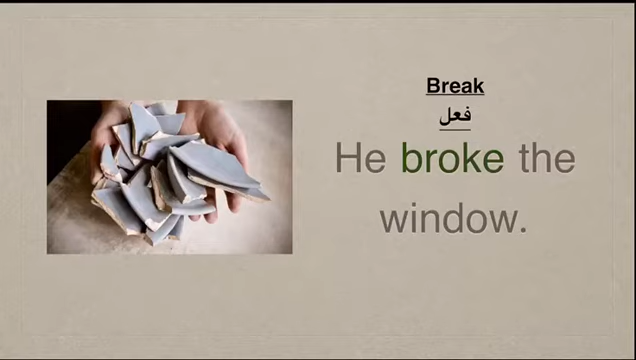 Break
فعل
He broke the
window.